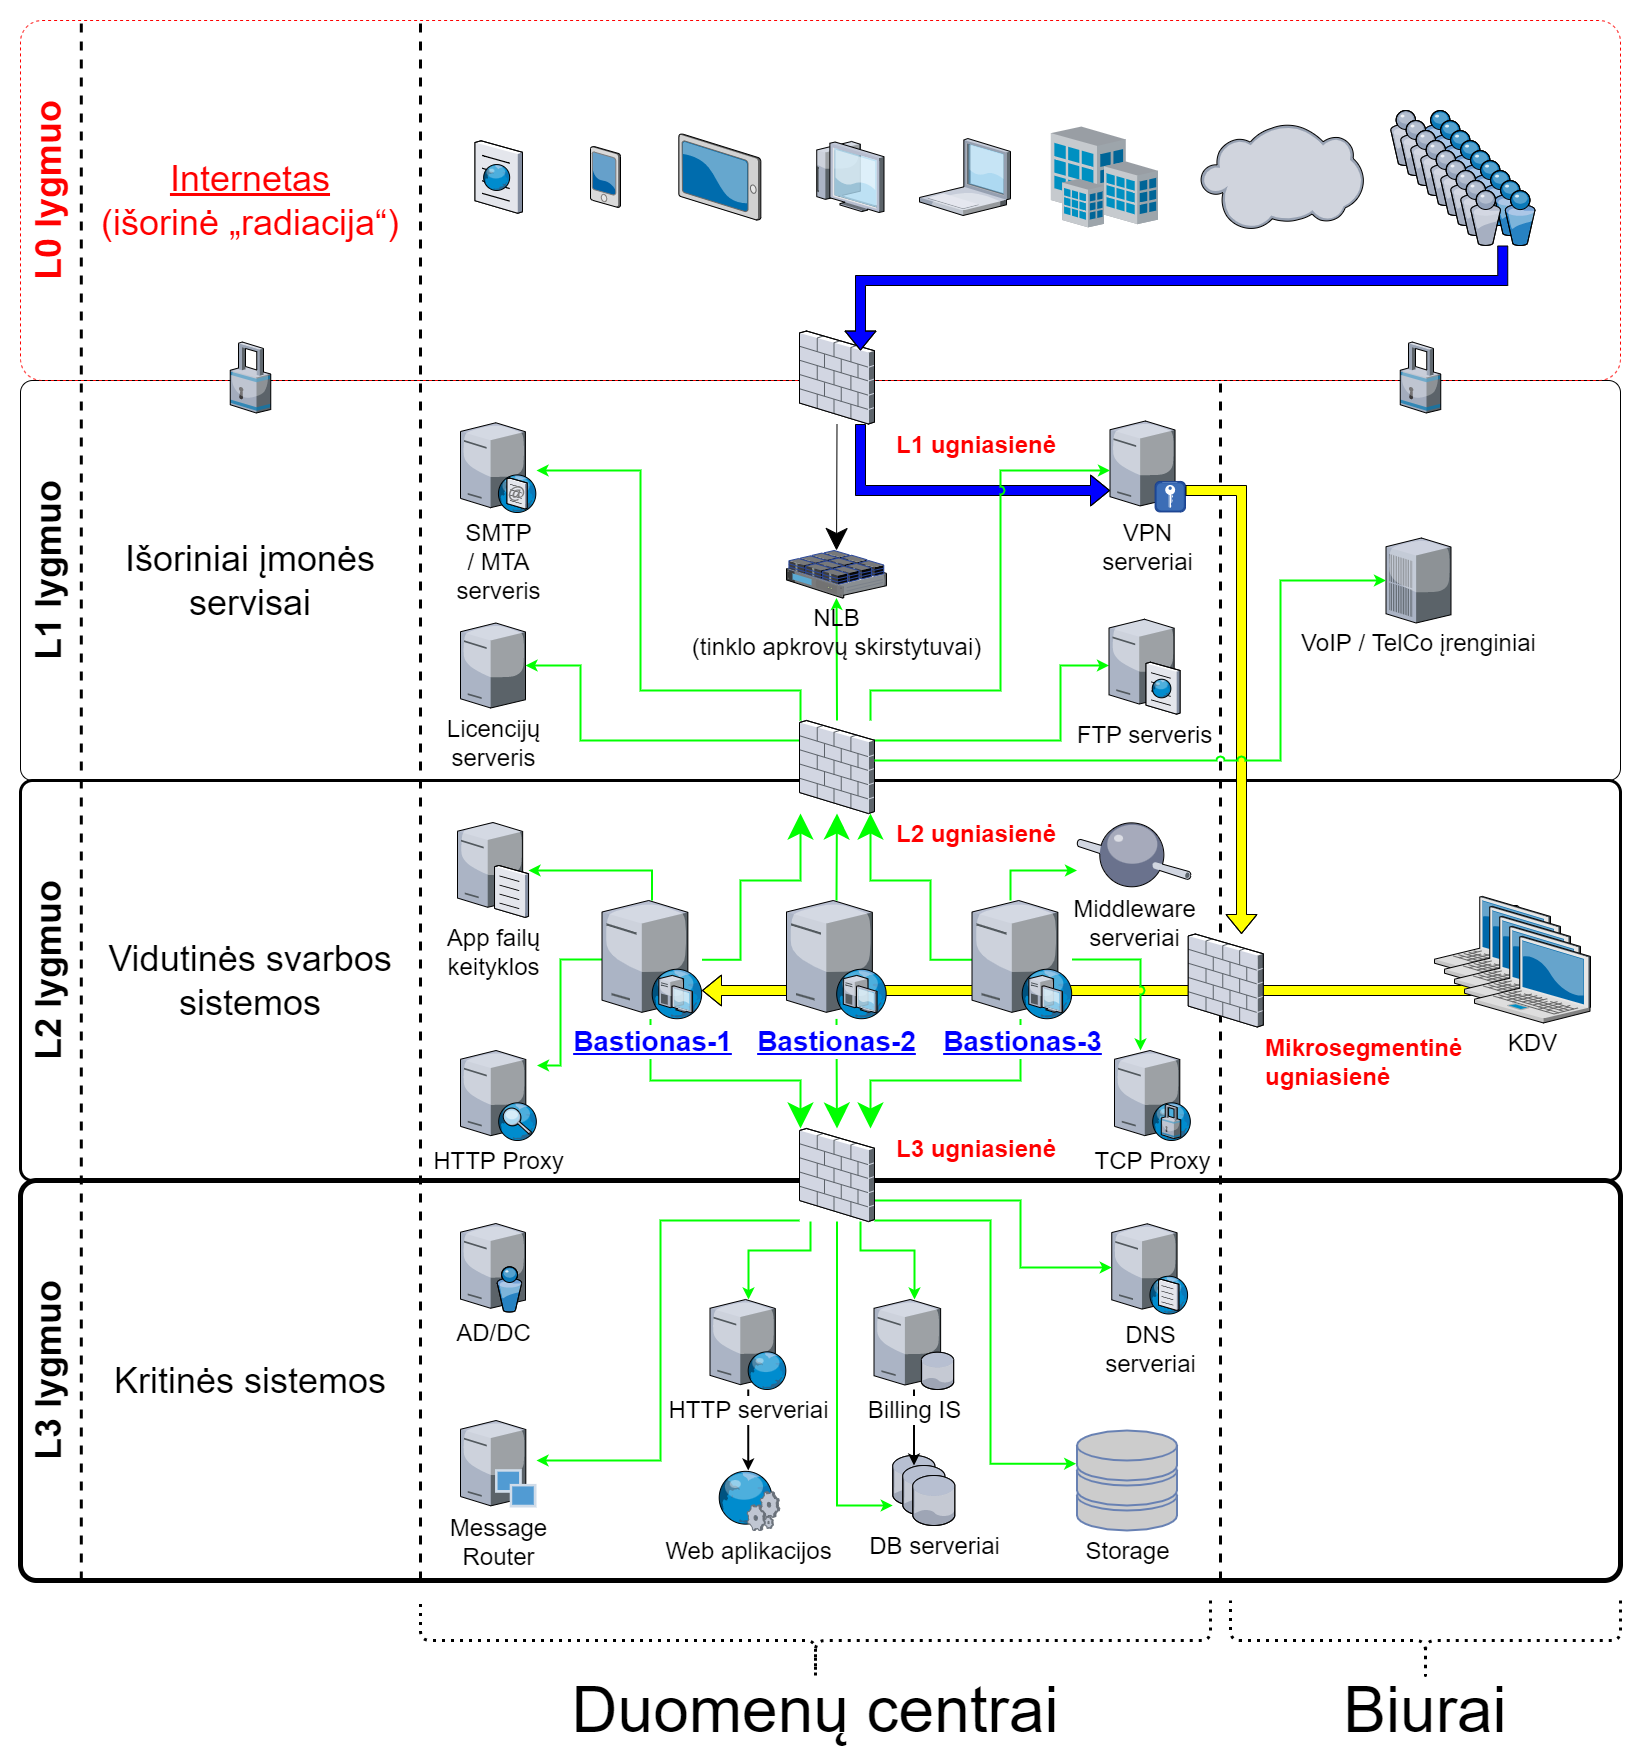 L0 lygmuo
Internetas
(išorinė „radiacija“)
L1 lygmuo
Išoriniai įmonės
servisai
L1 ugniasienė
SMTP
/ MTA
serveris
VPN
serveriai
NLB
(tinklo apkrovų skirstytuvai)
VoIP / TelCo įrenginiai
Licencijų
serveris
FTP serveris
L2 lygmuo
Vidutinės svarbos
sistemos
L2 ugniasienė
App failų
keityklos
Middleware
serveriai
Bastionas-1
Bastionas-2
Bastionas-3
Mikrosegmentinė
ugniasienė
KDV
HTTP Proxy
L3 ugniasienė
TCP Proxy
L3 lygmuo
Kritinės sistemos
AD/DC
DNS
serveriai
HTTP serveriai
Billing IS
Message
Router
Web aplikacijos
DB serveriai
Storage
Duomenų centrai
Biurai